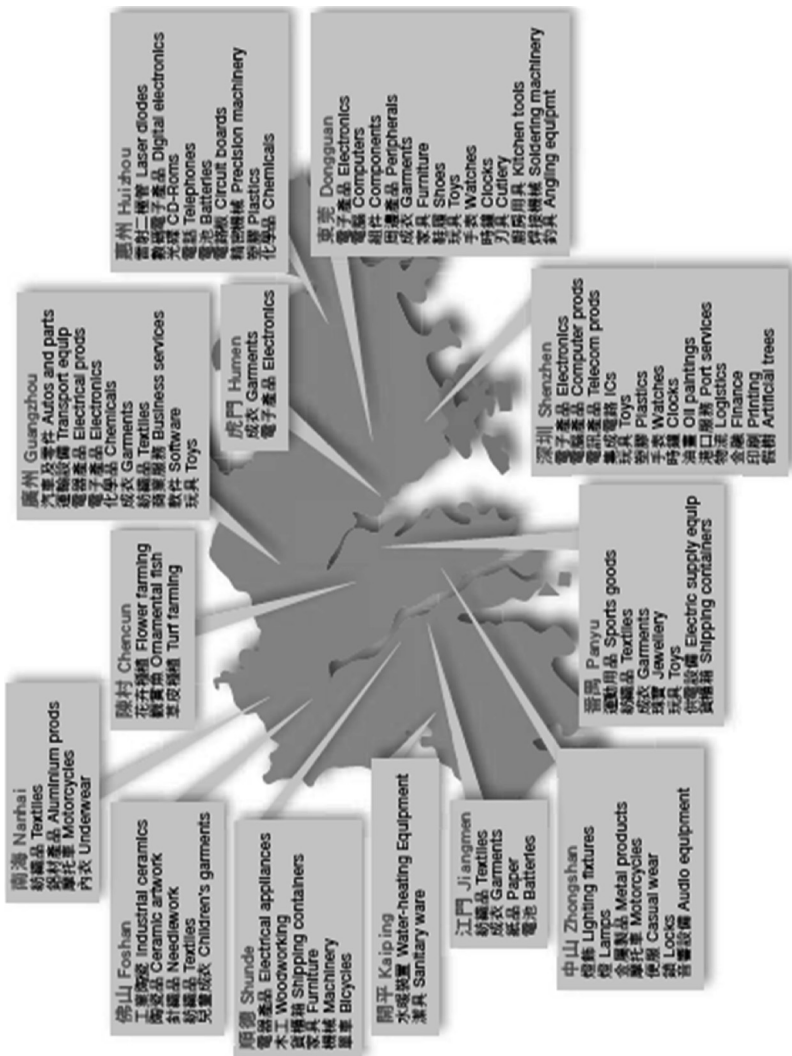 南海 Nanhai
紡織品 Textiles
鋁材產品 Aluminium prods
摩托車 Motorcycles
內衣 Underwear
佛山 Foshan
工業陶瓷 Industrial ceramics
陶瓷品 Ceramic artwork
針織品 Needlework
紡織品 Textiles
兒童成衣 Children's garments
順德 Shunde
電器產品 Electrical appliances
木工 Woodworking
貨櫃箱 Shipping containers
家具 Furniture
機械 Machinery
單車 Bicycles
開平 Kaiping
水暖裝置 Water-heating Equipment
潔具 Sanitary ware
江門 Jiangmen
紡織品 Textiles
成衣 Garments
紙品 Paper
電池 Batteries
中山 Zhongshan
燈飾 Lighting fixtures
燈 Lamps
金屬製品 Metal products
摩托車 Motorcycles
便服 Casual wear
鎖 Locks
音響設備 Audio equipment
陳村 Chencun
花卉種植 Flower farming
觀賞魚 Ornamental fish
草皮種植 Turf farming
廣州 Guangzhou
汽車及零件 Autos and parts
運輸設備 Transport equip
電器產品 Electrical prods
電子產品 Electronics
化學品 Chemicals
成衣 Garments
紡織品 Textiles
商業服務 Business services
軟件 Software
玩具 Toys
虎門 Humen
成衣 Garments
電子產品 Electronics
番禺 Panyu
運動用品 Sports goods
紡織品 Textiles
成衣 Garments
珠寶 Jewellery
玩具 Toys
供電設備 Electric supply equip
貨櫃箱 Shipping containers
惠州 Huizhou
雷射二極管 Laser diodes
數碼電子產品 Digital electronics
光碟 CD-Roms
電話 Telephones
電池 Batteries
電路板 Circuit boards
精密機械 Precision machinery
塑膠 Plastics
化學品 Chemicals
東莞 Dongguan
電子產品 Electronics
電腦 Computers
組件 Components
周邊產品 Peripherals
成衣 Garments
家具 Furniture
鞋履 Shoes
玩具 Toys
手表 Watches
時鐘 Clocks
刃具 Cutlery
廚房用具 Kitchen tools
焊接機械 Soldering machinery
釣具 Angling equipmt
深圳 Shenzhen
電子產品 Electronics
電腦產品 Computer prods
電訊產品 Telecom prods
集成電路 ICs
玩具 Toys
塑膠 Plastics
手表 Watches
時鐘 Clocks
油畫 Oil paintings
港口服務 Port services
物流 Logistics
金融 Finance
印刷 Printing
假樹 Artificial trees